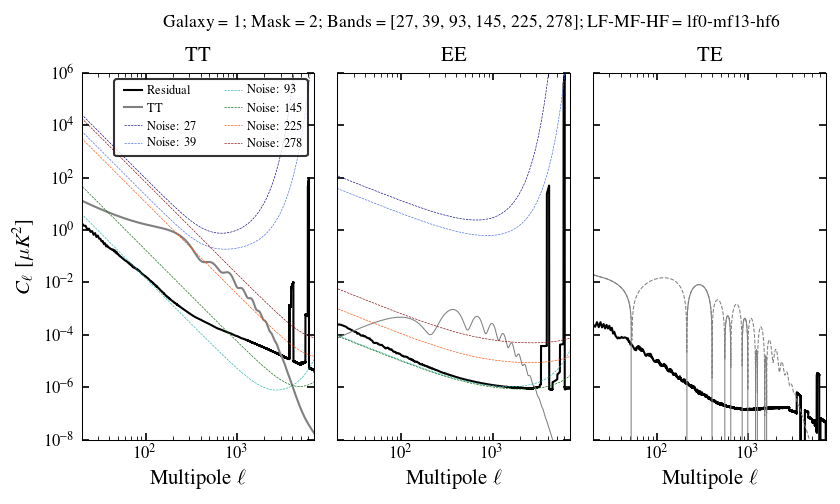 Galaxy = 1; Mask = 2; Bands = [27, 39, 93, 145, 225, 278]; LF-MF-HF = lf0-mf13-hf6
TT
EE
TE
Residual
TT
Noise: 27
Noise: 39
Noise: 93
Noise: 145
Noise: 225
Noise: 278
$C_\ell$ [$\mu K^2$]
$10^6$
$10^4$
$10^2$
$10^0$
$10^{-2}$
$10^{-4}$
$10^{-6}$
$10^{-8}$
$10^2$ $10^3$
$10^2$ $10^3$
$10^2$ $10^3$
Multipole ℓ
Multipole ℓ
Multipole ℓ